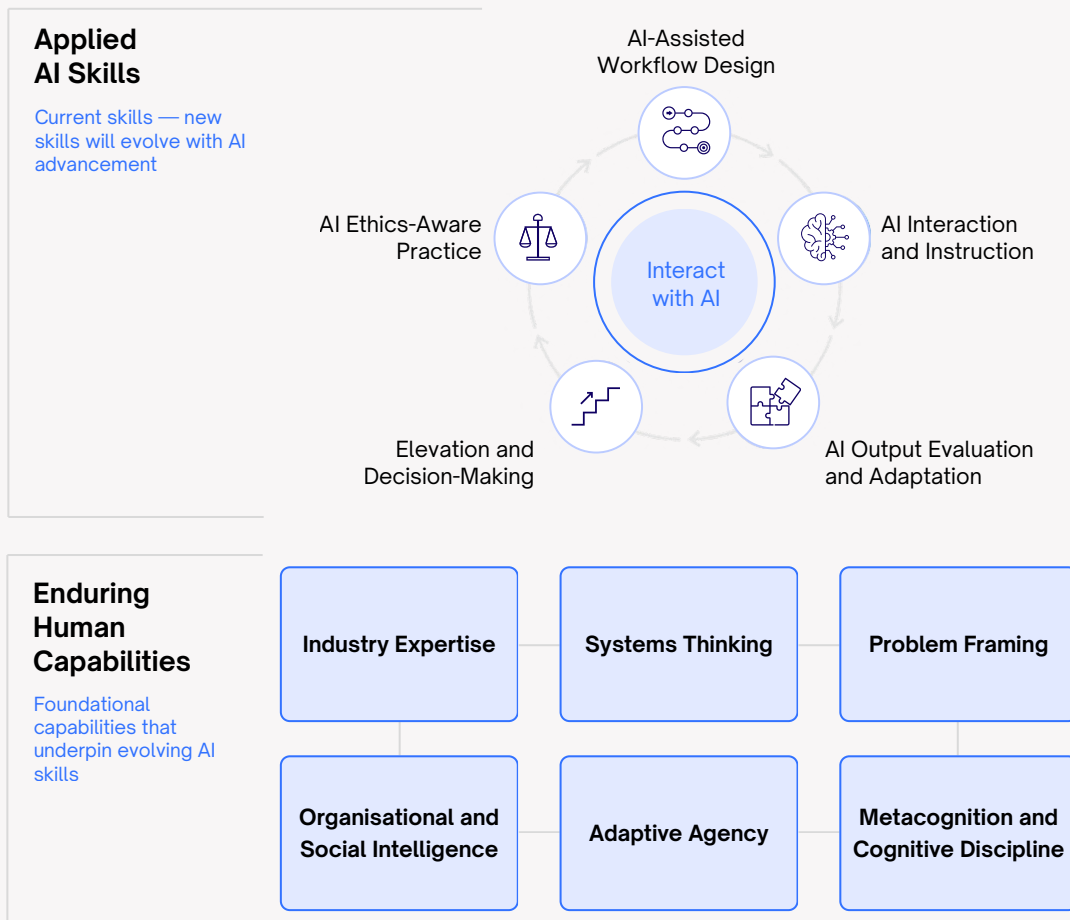 Applied
AI Skills
Current skills — new
skills will evolve with AI
advancement
AI-Assisted
Workflow Design
AI Ethics-Aware
Practice
Interact
with AI
AI Interaction
and Instruction
Elevation and
Decision-Making
AI Output Evaluation
and Adaptation
Enduring
Human
Capabilities
Foundational
capabilities that
underpin evolving AI
skills
Industry Expertise
Systems Thinking
Problem Framing
Organisational and
Social Intelligence
Adaptive Agency
Metacognition and
Cognitive Discipline